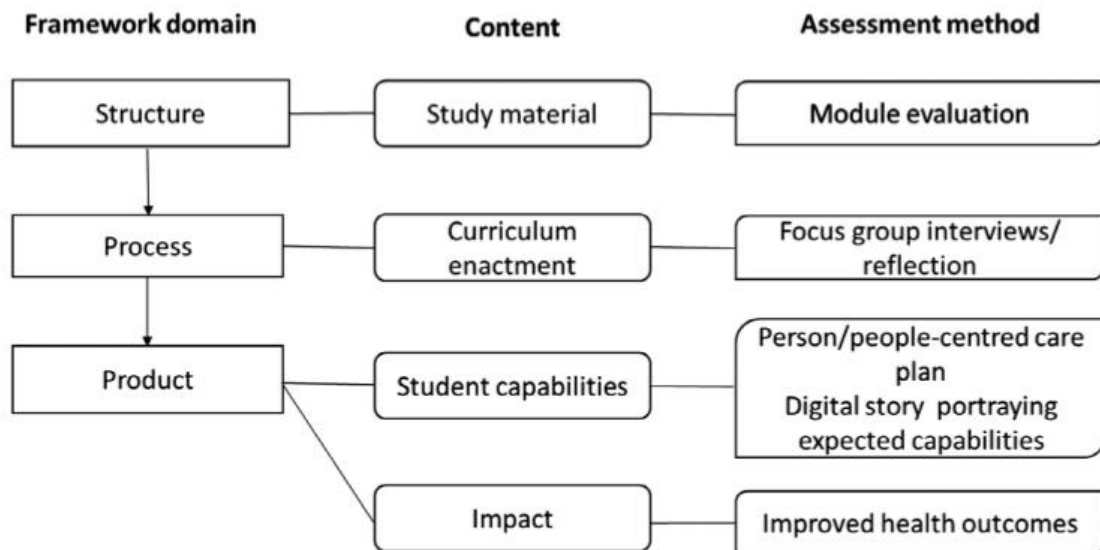 Framework domain
Content
Assessment method
Structure
Study material
Module evaluation
Process
Curriculum
enactment
Focus group interviews/
reflection
Product
Student capabilities
Person/people-centred care
plan
Digital story portraying
expected capabilities
Impact
Improved health outcomes